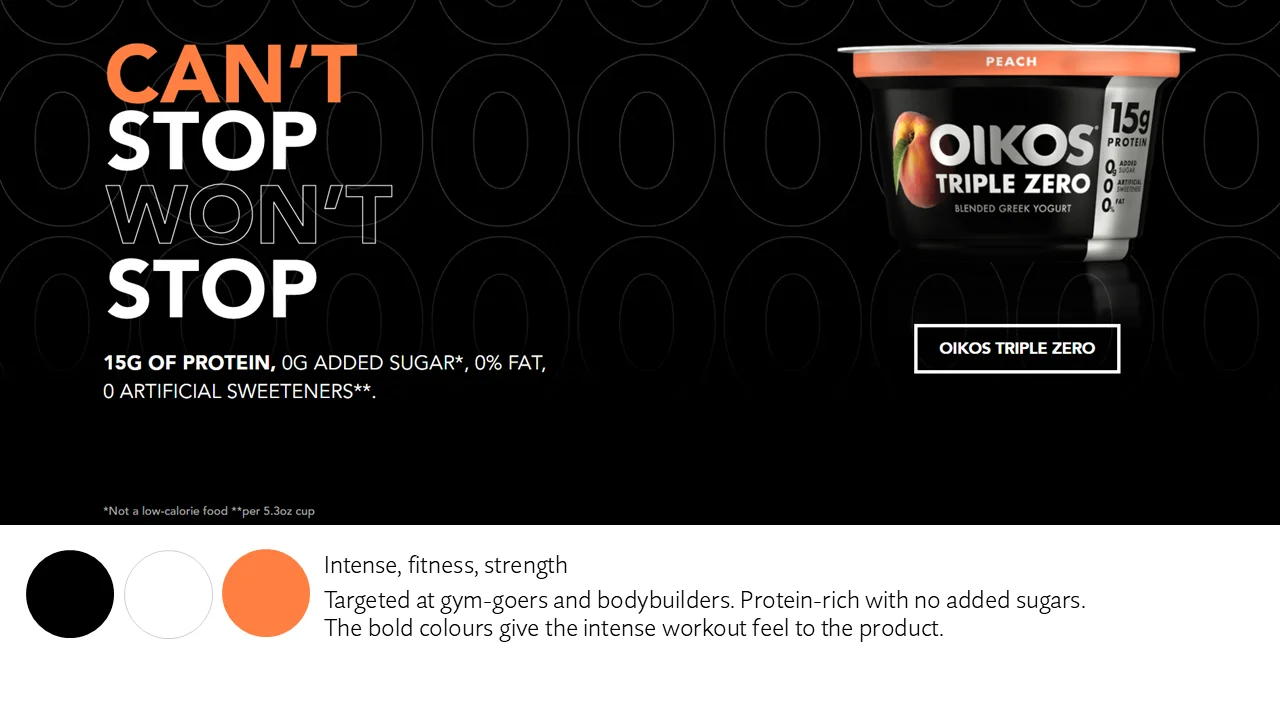 CAN'T
STOP
WON'T
STOP
15G OF PROTEIN, 0G ADDED SUGAR*, 0% FAT,
0 ARTIFICIAL SWEETENERS**.
*Not a low-calorie food **per 5.3oz cup
PEACH
OIKOS
TRIPLE ZERO
BLENDED GREEK YOGURT
15g
PROTEIN
0g ADDED SUGAR
0 ARTIFICIAL SWEETENERS
0% FAT
OIKOS TRIPLE ZERO
Intense, fitness, strength
Targeted at gym-goers and bodybuilders. Protein-rich with no added sugars.
The bold colours give the intense workout feel to the product.